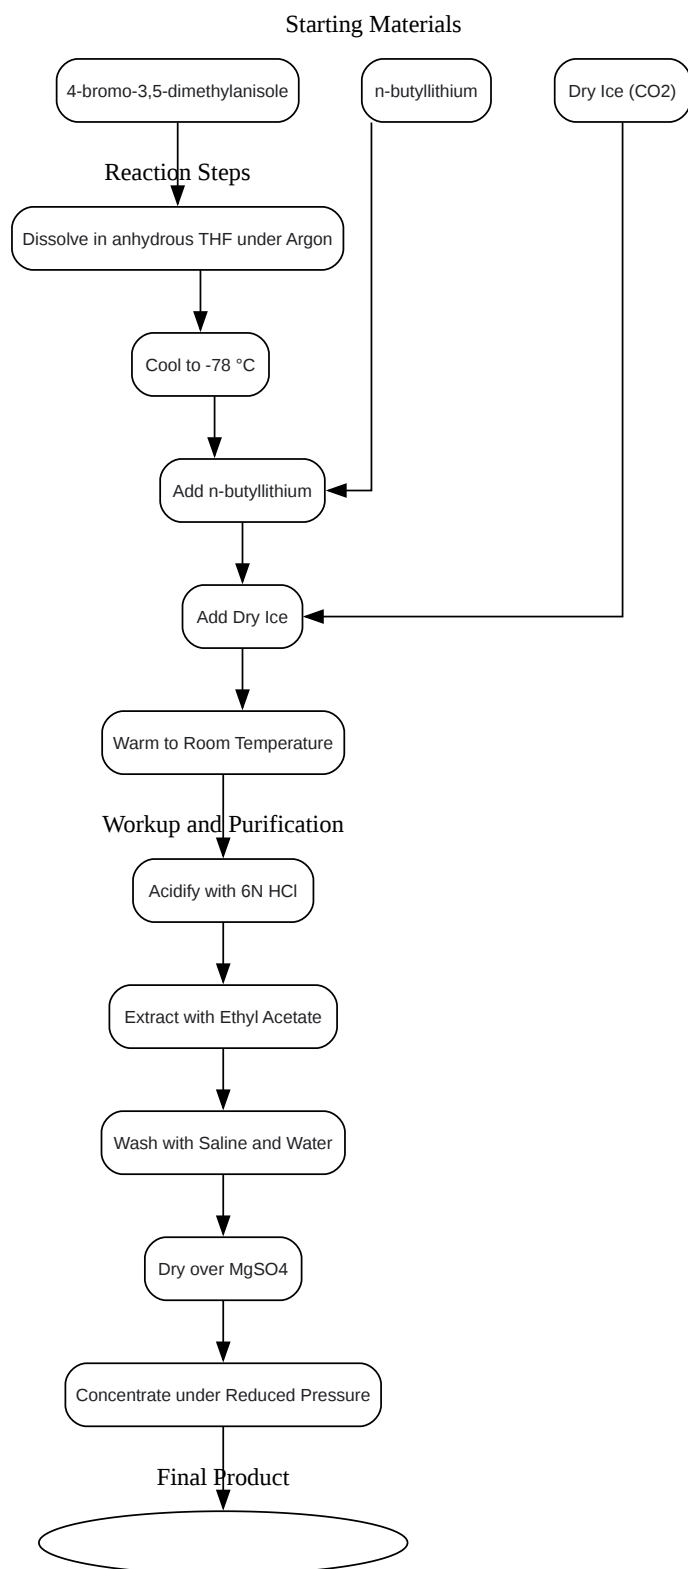 Starting Materials
4-bromo-3,5-dimethylanisole
n-butyllithium
Dry Ice (CO2)
Reaction Steps
Dissolve in anhydrous THF under Argon
Cool to -78 °C
Add n-butyllithium
Add Dry Ice
Warm to Room Temperature
Workup and Purification
Acidify with 6N HCl
Extract with Ethyl Acetate
Wash with Saline and Water
Dry over MgSO4
Concentrate under Reduced Pressure
Final Product